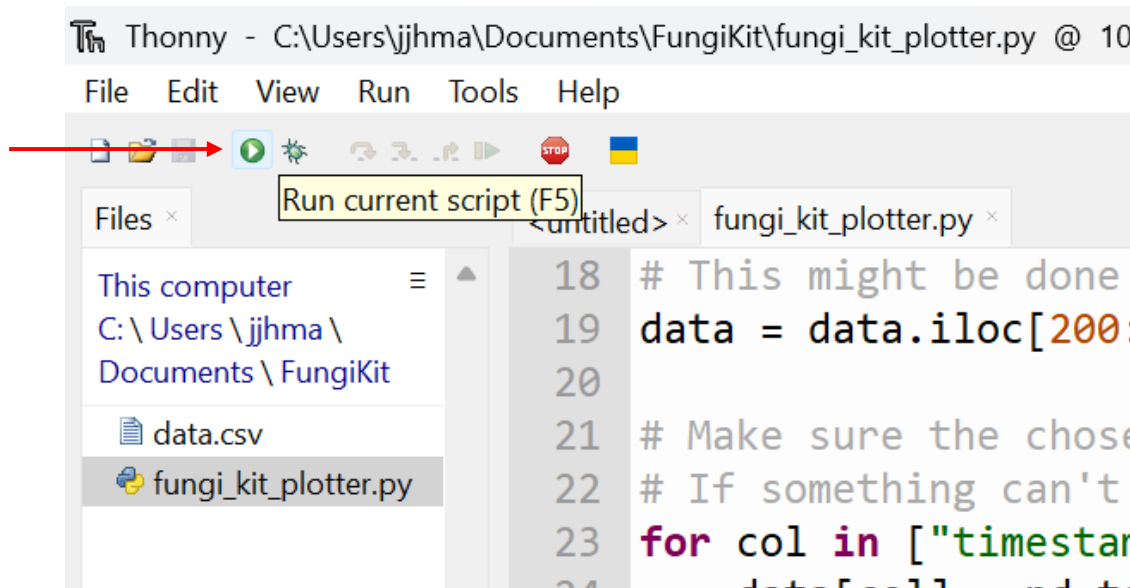 Thonny - C:\Users\jjhma\Documents\FungiKit\fungi_kit_plotter.py @ 10
File Edit View Run Tools Help
STOP
Run current script (F5)
Files ×
<untitled> × fungi_kit_plotter.py ×
This computer
C: \ Users \ jjhma \
Documents \ FungiKit
data.csv
fungi_kit_plotter.py
18 # This might be done
19 data = data.iloc[200:
20
21 # Make sure the chose
22 # If something can't
23 for col in ["timestam